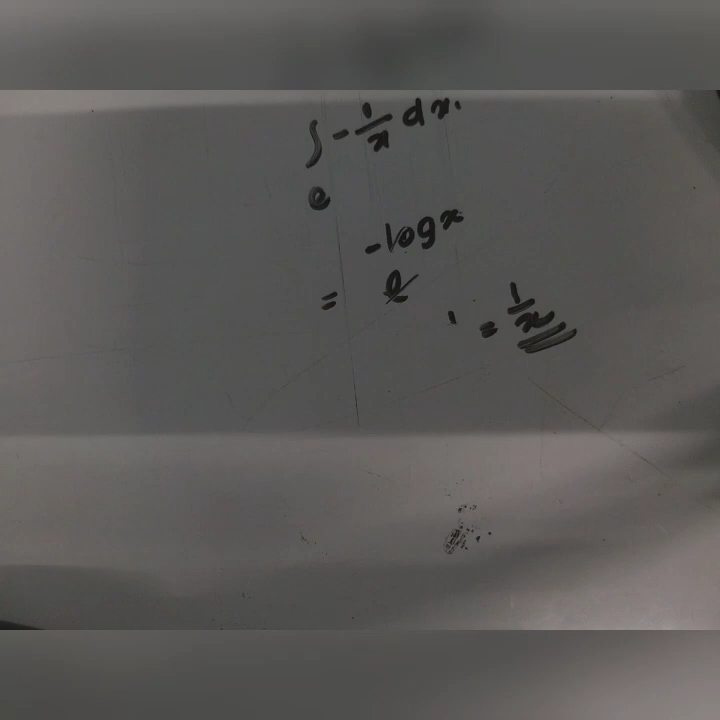 ∫ - 1/x dx.
e
-log x
= e
' = 1/x